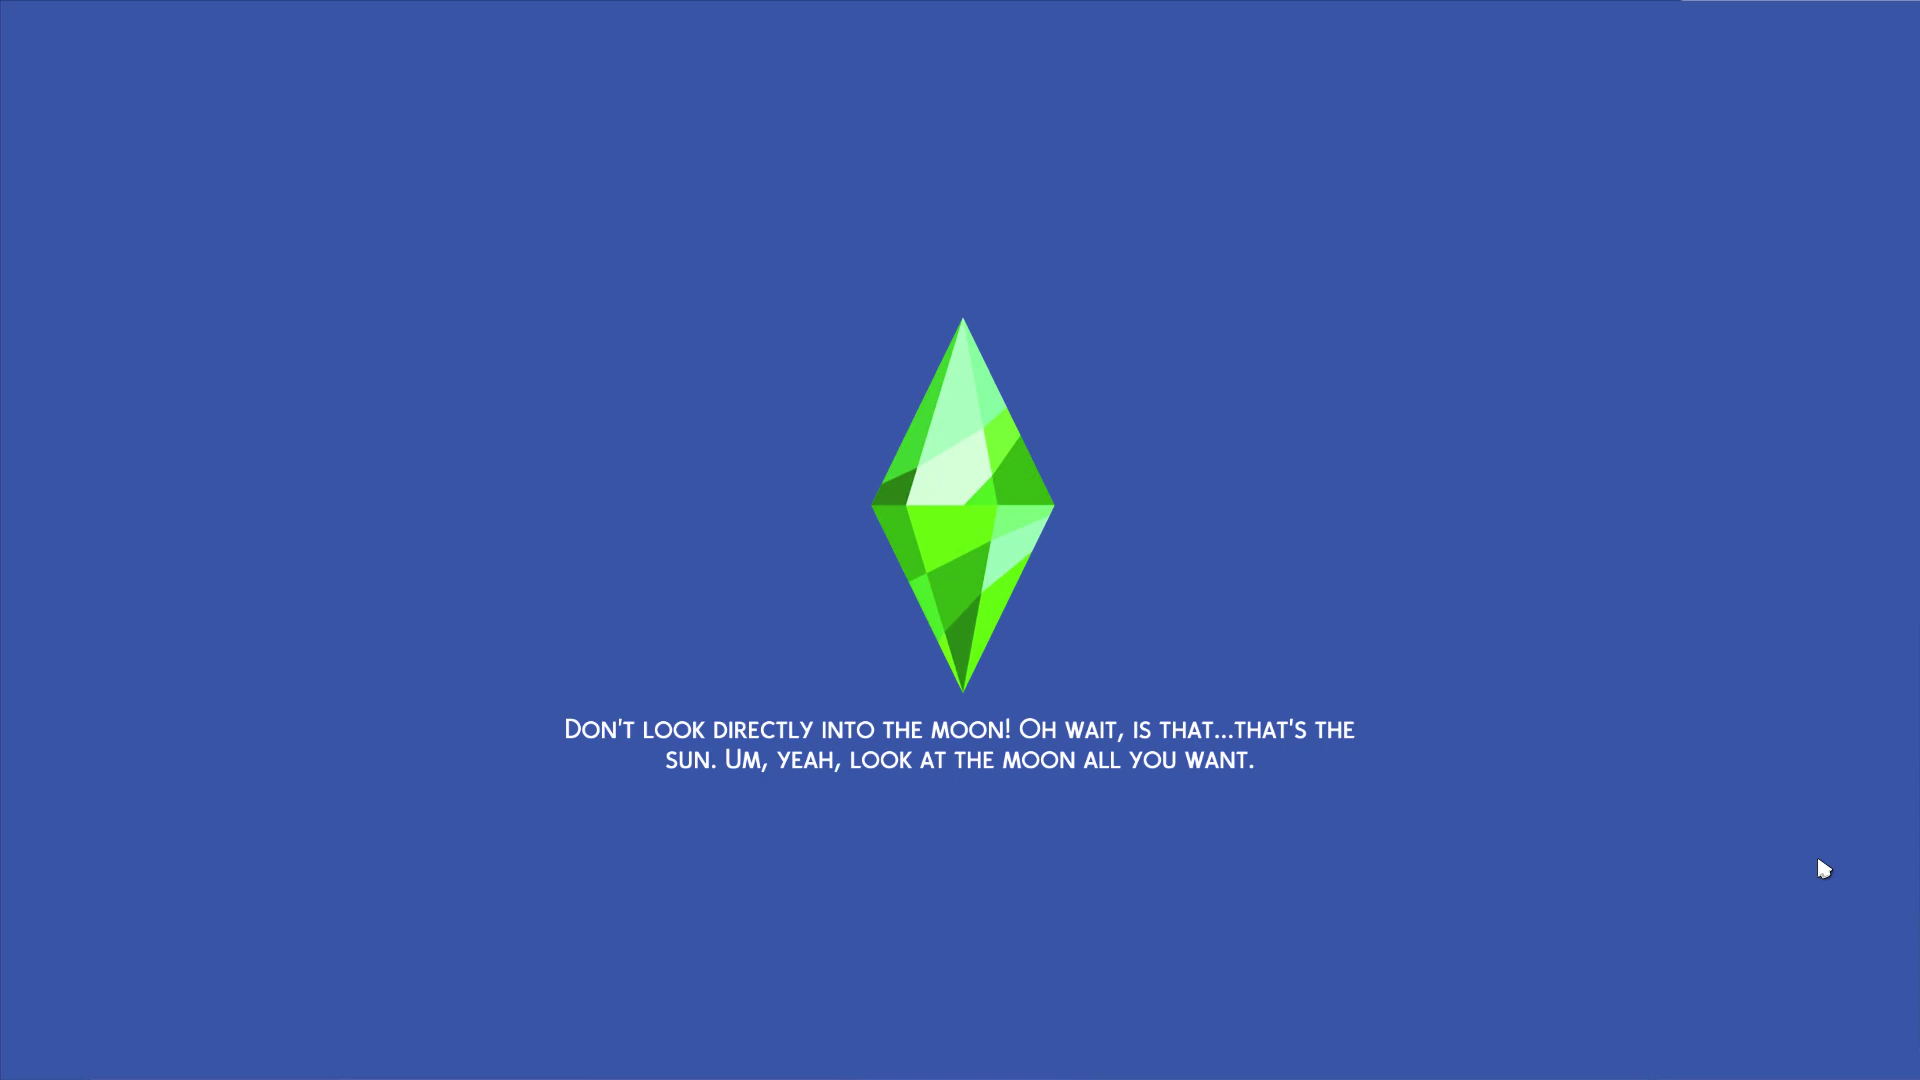 Don't look directly into the moon! Oh wait, is that...that's the
sun. Um, yeah, look at the moon all you want.